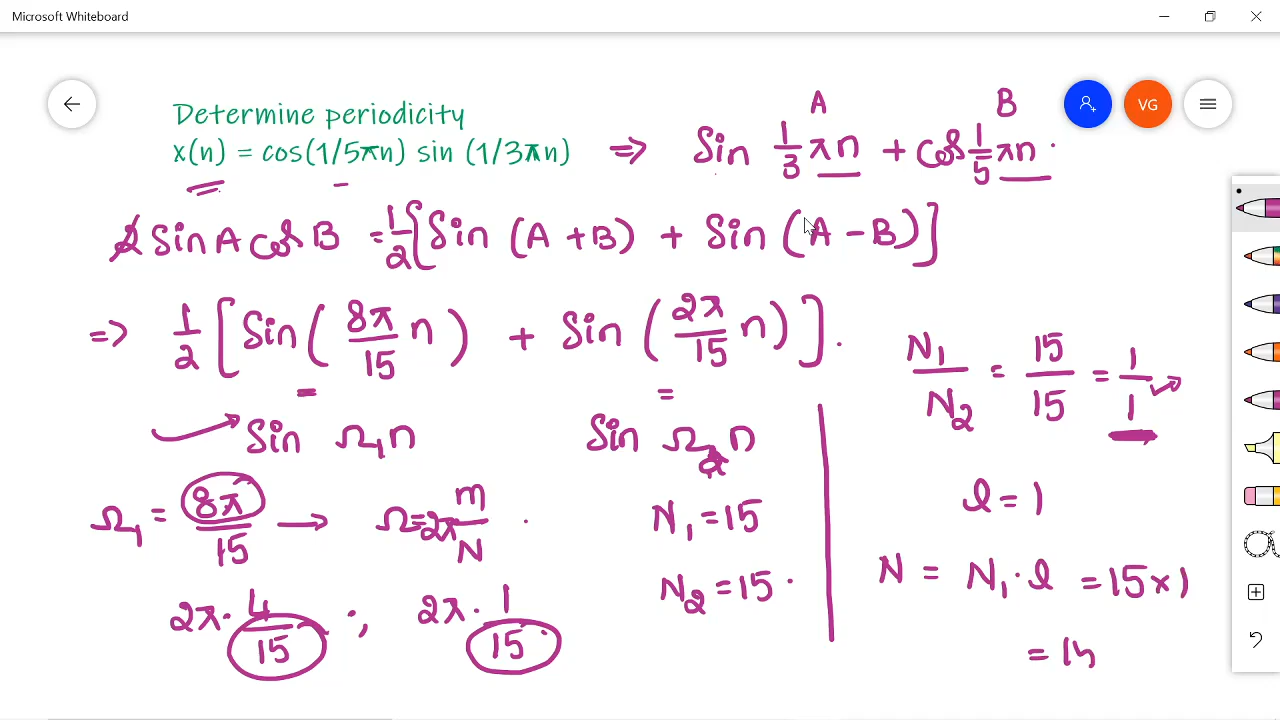 Microsoft Whiteboard
VG
Determine periodicity
x(n) = cos(1/5πn) sin (1/3πn) => Sin 1/3 πn + cos 1/5 πn.
A B
2 Sin A cos B = 1/2 [Sin (A + B) + Sin (A - B)]
=> 1/2 [Sin (8π/15 n) + Sin (2π/15 n)].
Sin Ω₁n Sin Ω₂n
Ω₁ = 8π/15 → Ω = 2π m/N .
2π . 4/15 . ; 2π . 1/15 .
N₁ = 15
N₂ = 15 .
N₁/N₂ = 15/15 = 1/1
l = 1
N = N₁ . l = 15 × 1